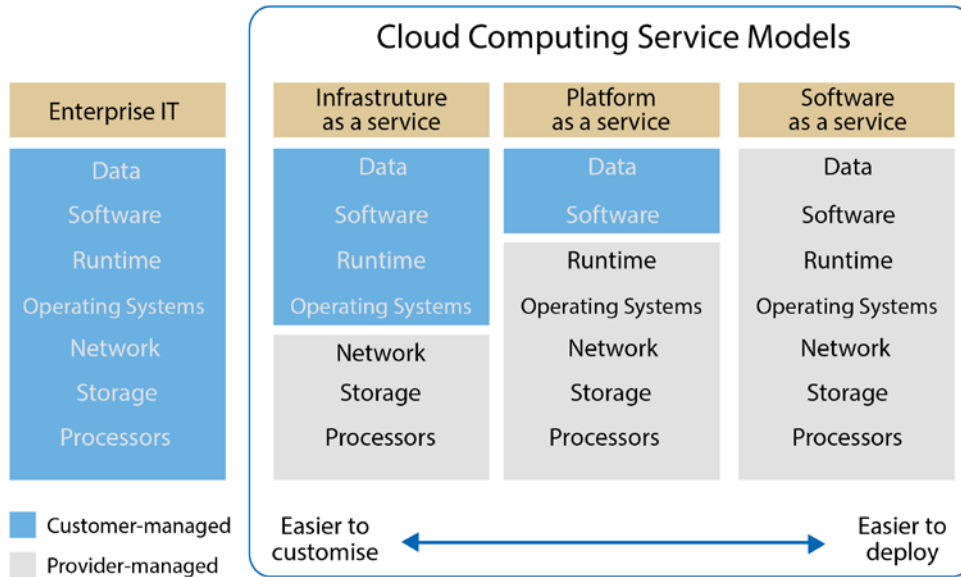 Cloud Computing Service Models
Enterprise IT
Data
Software
Runtime
Operating Systems
Network
Storage
Processors
Infrastruture
as a service
Data
Software
Runtime
Operating Systems
Network
Storage
Processors
Platform
as a service
Data
Software
Runtime
Operating Systems
Network
Storage
Processors
Software
as a service
Data
Software
Runtime
Operating Systems
Network
Storage
Processors
Customer-managed
Provider-managed
Easier to
customise
Easier to
deploy